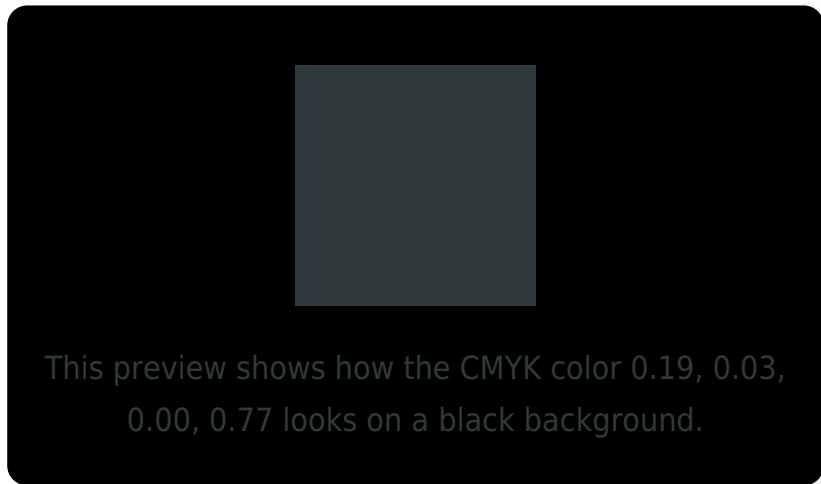 This preview shows how the CMYK color 0.19, 0.03,
0.00, 0.77 looks on a black background.